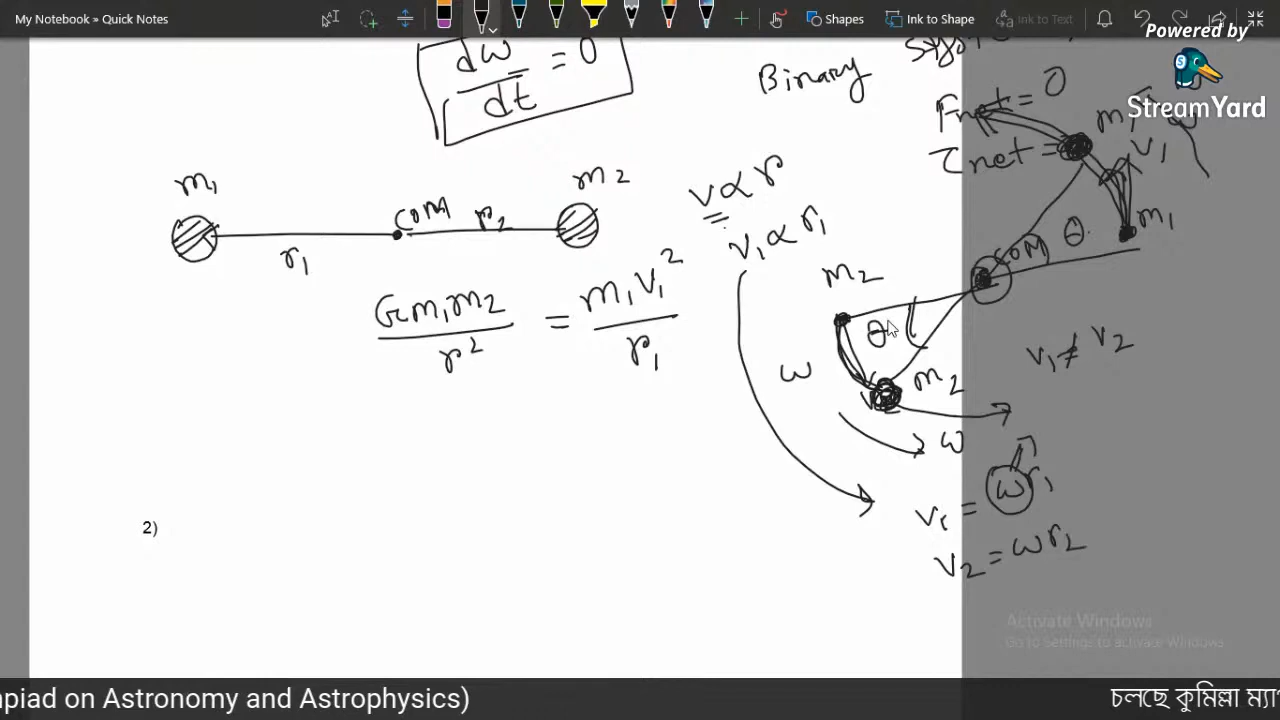 My Notebook » Quick Notes
Shapes
Ink to Shape
Ink to Text
Powered by
StreamYard
dω/dt = 0
Binary
Fnet = 0
τnet =
m1
m2
COM
r1
r2
v ∝ r
v1 ∝ r1
Gm1m2/r² = m1v1²/r1
m1
v1
m1
COM
θ
m2
θ
m2
ω
ω
v1 ≠ v2
v1 = ωr1
v2 = ωr2
2)
Activate Windows
Go to Settings to activate Windows.
on Astronomy and Astrophysics)
চলছে কুমিল্লা